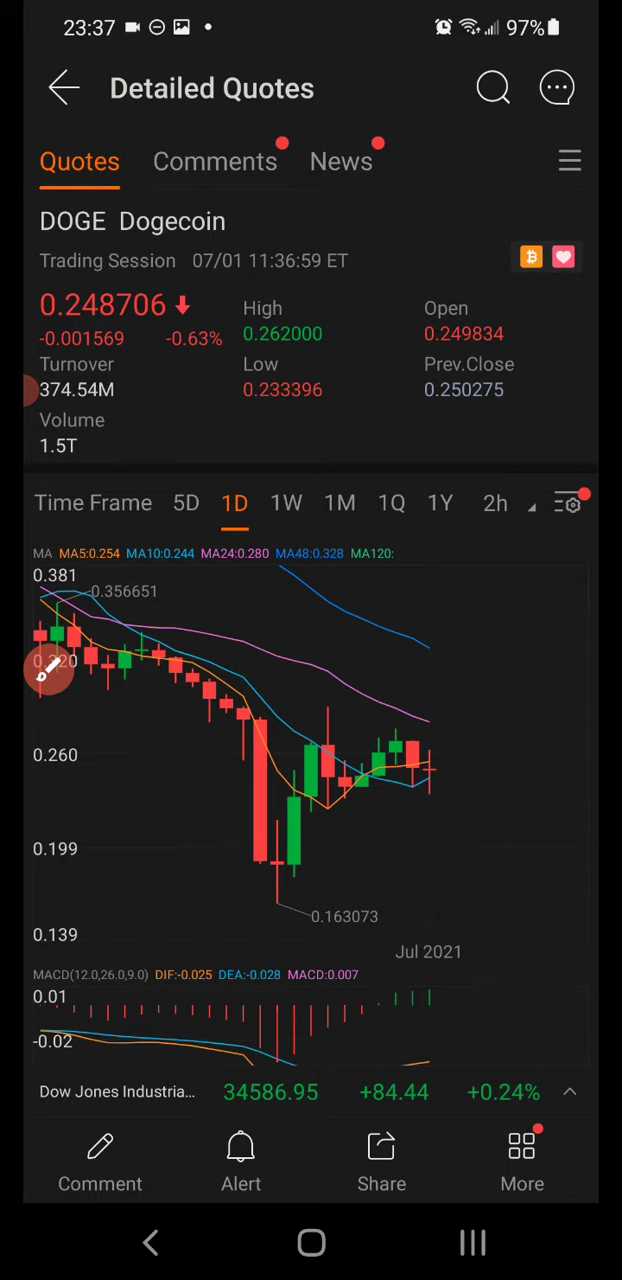 23:37 97%
Detailed Quotes
Quotes Comments News
DOGE Dogecoin
Trading Session 07/01 11:36:59 ET
0.248706 High Open
-0.001569 -0.63% 0.262000 0.249834
Turnover Low Prev.Close
374.54M 0.233396 0.250275
Volume
1.5T
Time Frame 5D 1D 1W 1M 1Q 1Y 2h
MA MA5:0.254 MA10:0.244 MA24:0.280 MA48:0.328 MA120:
0.381
0.356651
0.320
0.260
0.199
0.163073
0.139
Jul 2021
MACD(12.0,26.0,9.0) DIF:-0.025 DEA:-0.028 MACD:0.007
0.01
-0.02
Dow Jones Industria... 34586.95 +84.44 +0.24%
Comment Alert Share More